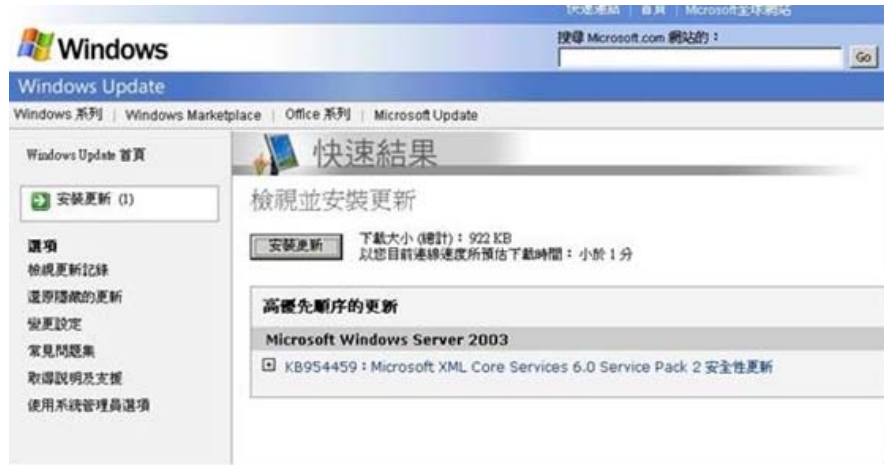 快速連結 | 首頁 | Microsoft全球網站
Windows
搜尋 Microsoft.com 網站的：
Go
Windows Update
Windows 系列 | Windows Marketplace | Office 系列 | Microsoft Update
Windows Update 首頁
安裝更新 (1)
選項
檢視更新記錄
還原隱藏的更新
變更設定
常見問題集
取得說明及支援
使用系統管理員選項
快速結果
檢視並安裝更新
安裝更新
下載大小 (總計)：922 KB
以您目前連線速度所預估下載時間：小於 1 分
高優先順序的更新
Microsoft Windows Server 2003
KB954459：Microsoft XML Core Services 6.0 Service Pack 2 安全性更新